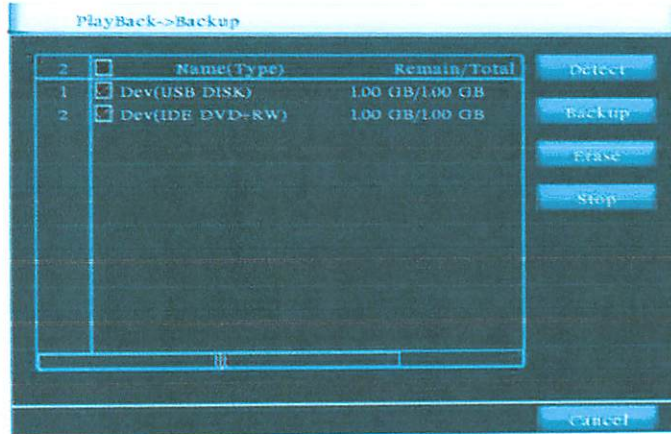 PlayBack->Backup
2 Name(Type) Remain/Total
1 Dev(USB DISK) 1.00 GB/1.00 GB
2 Dev(IDE DVD+RW) 1.00 GB/1.00 GB
Detect
Backup
Erase
Stop
Cancel